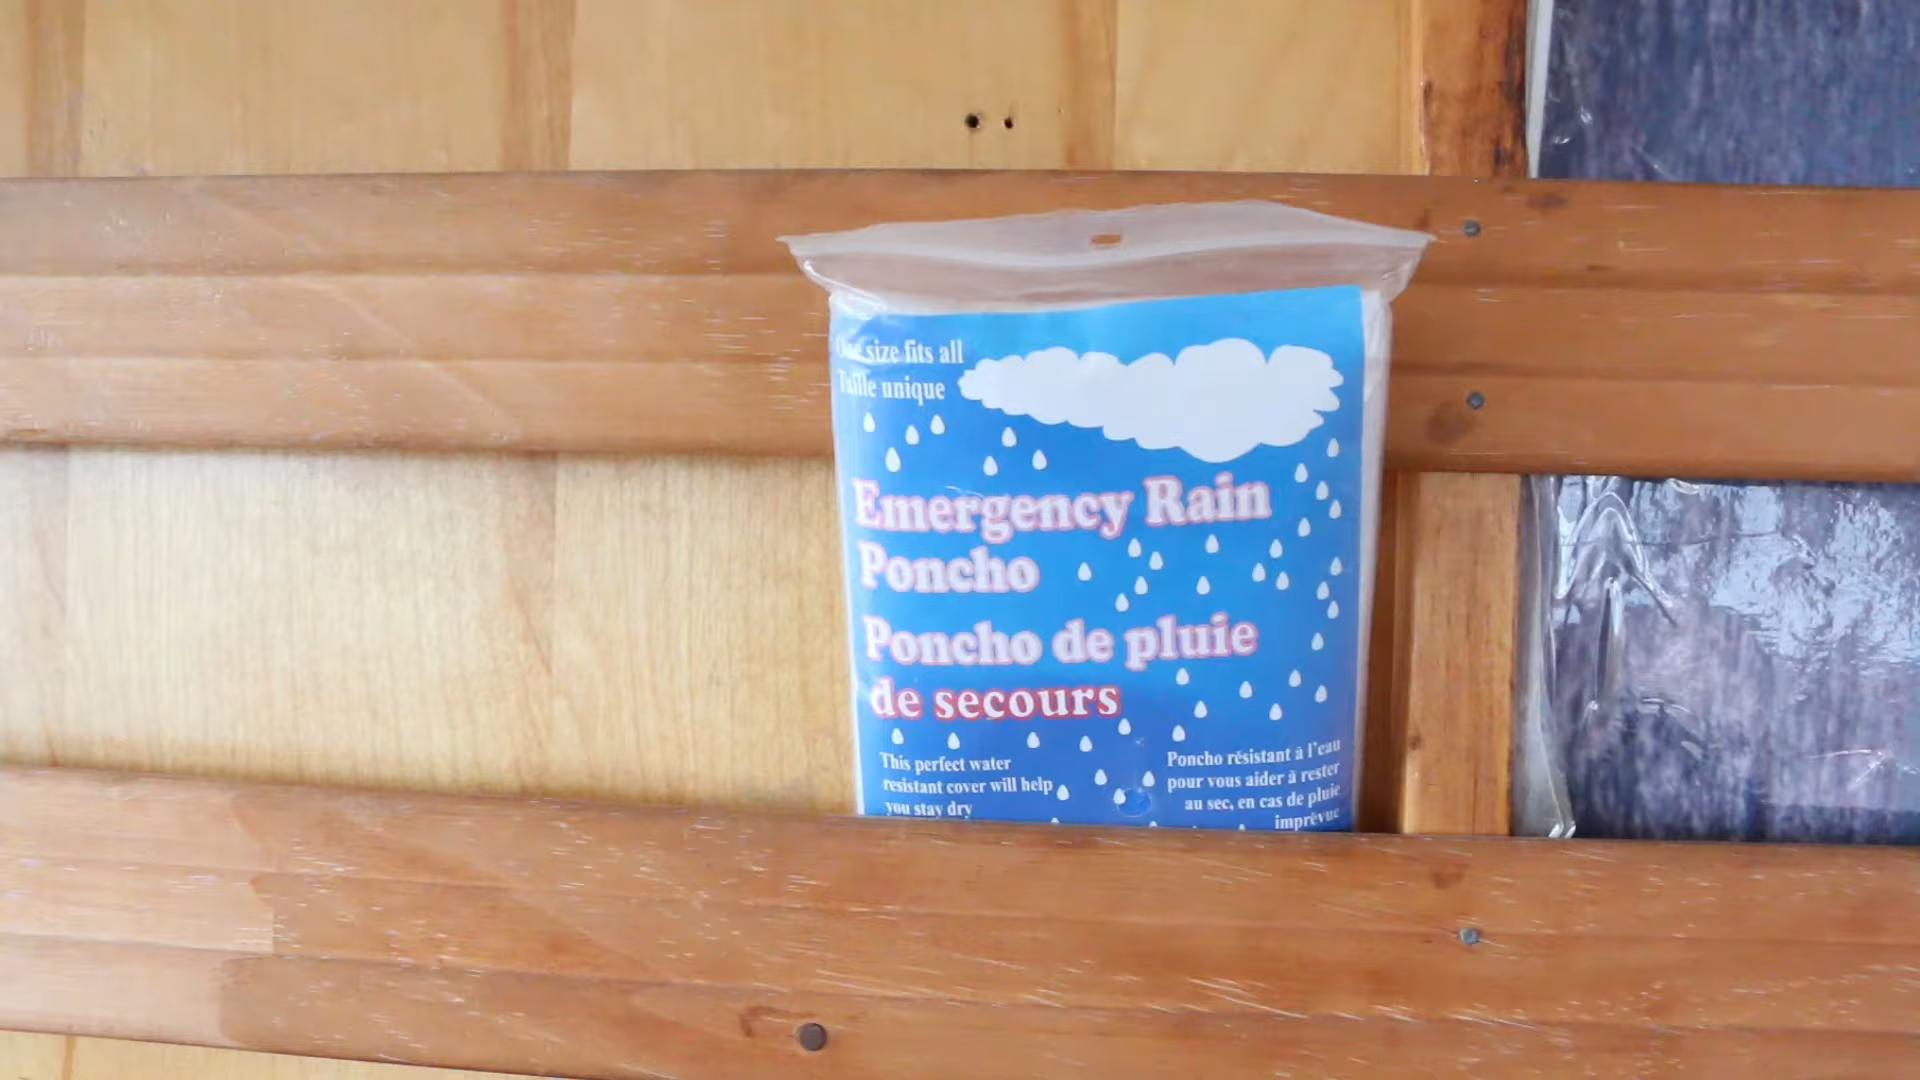 One size fits all
Taille unique
Emergency Rain
Poncho
Poncho de pluie
de secours
This perfect water
resistant cover will help
you stay dry
Poncho résistant à l'eau
pour vous aider à rester
au sec, en cas de pluie
imprévue